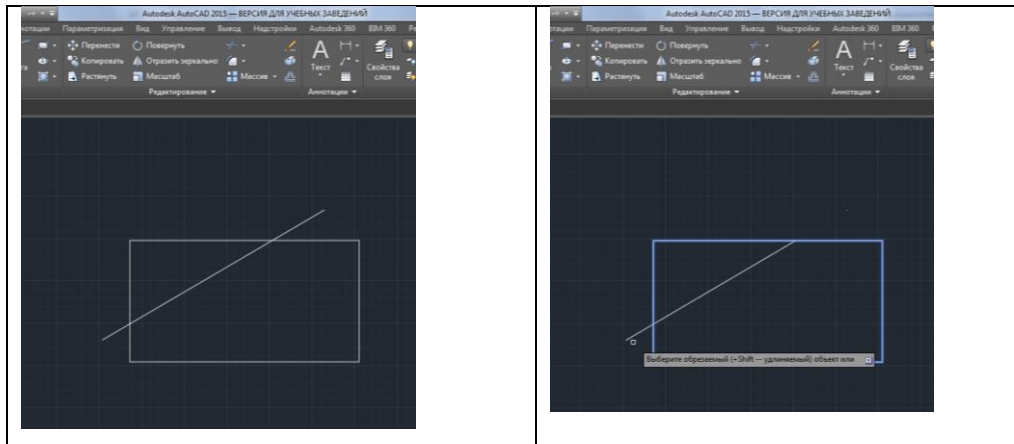 Autodesk AutoCAD 2015 — ВЕРСИЯ ДЛЯ УЧЕБНЫХ ЗАВЕДЕНИЙ
Параметризация Вид Управление Вывод Надстройки Autodesk 360 BIM 360
Перенести Повернуть
Копировать Отразить зеркально
Растянуть Масштаб Массив
Текст
Свойства слоя
Редактирование Аннотации
Autodesk AutoCAD 2015 — ВЕРСИЯ ДЛЯ УЧЕБНЫХ ЗАВЕДЕНИЙ
Параметризация Вид Управление Вывод Надстройки Autodesk 360 BIM 360
Перенести Повернуть
Копировать Отразить зеркально
Растянуть Масштаб Массив
Текст
Свойства слоя
Редактирование Аннотации
Выберите обрезаемый (+Shift -- удлиняемый) объект или